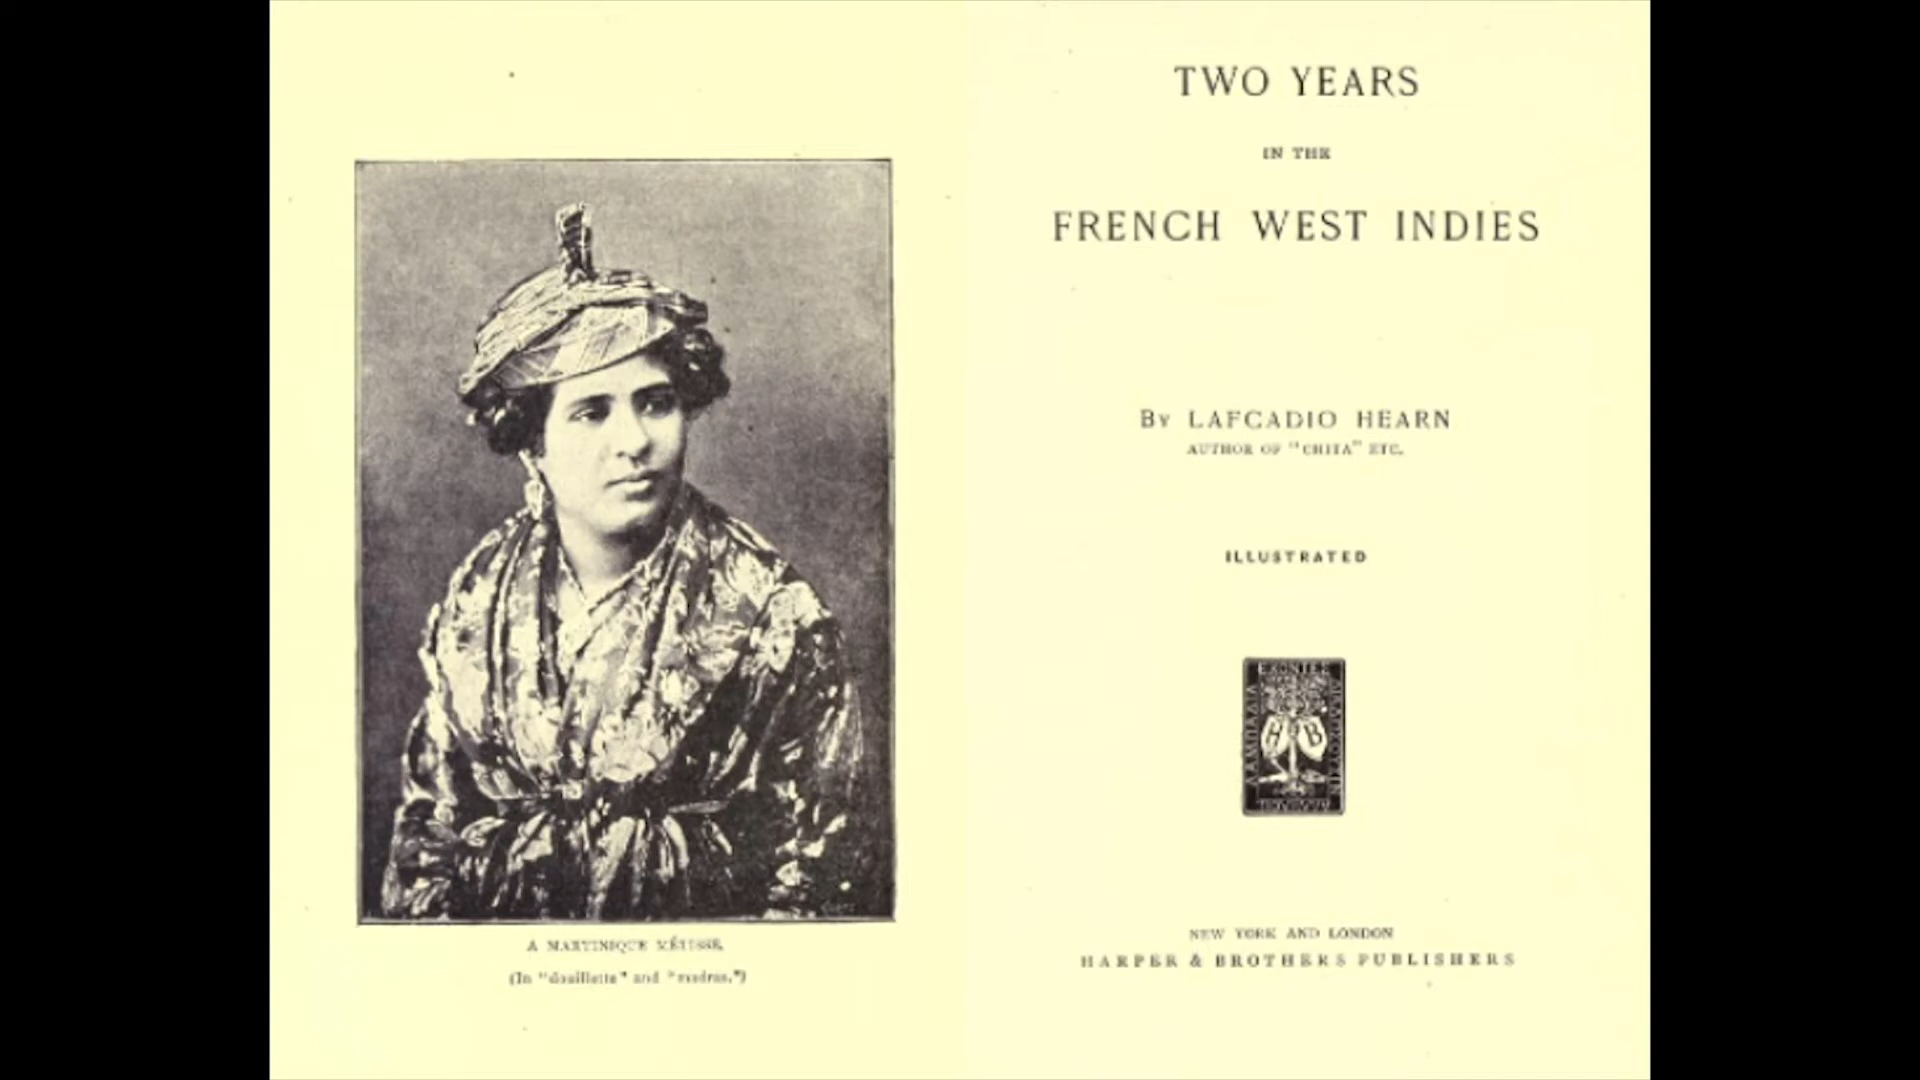 A MARTINIQUE MÉTISSE,
(In "douillette" and "madras.")
TWO YEARS
IN THE
FRENCH WEST INDIES
By LAFCADIO HEARN
AUTHOR OF "CHITA" ETC.
ILLUSTRATED
H B
NEW YORK AND LONDON
HARPER & BROTHERS PUBLISHERS